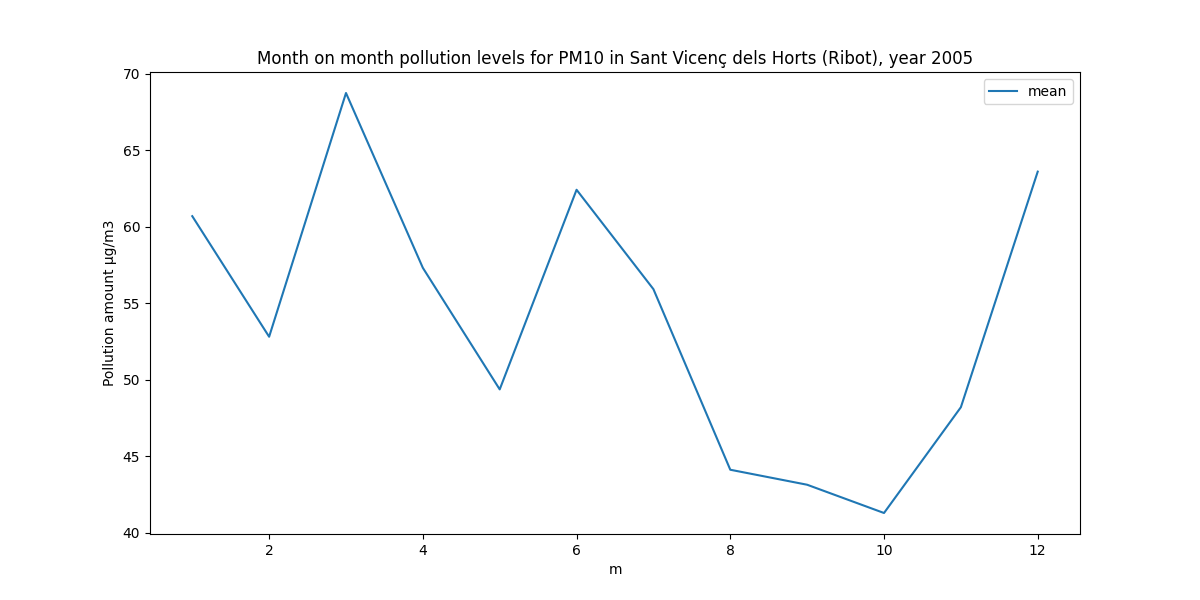 Month on month pollution levels for PM10 in Sant Vicenç dels Horts (Ribot), year 2005
mean
Pollution amount µg/m3
70
65
60
55
50
45
40
2 4 6 8 10 12
m